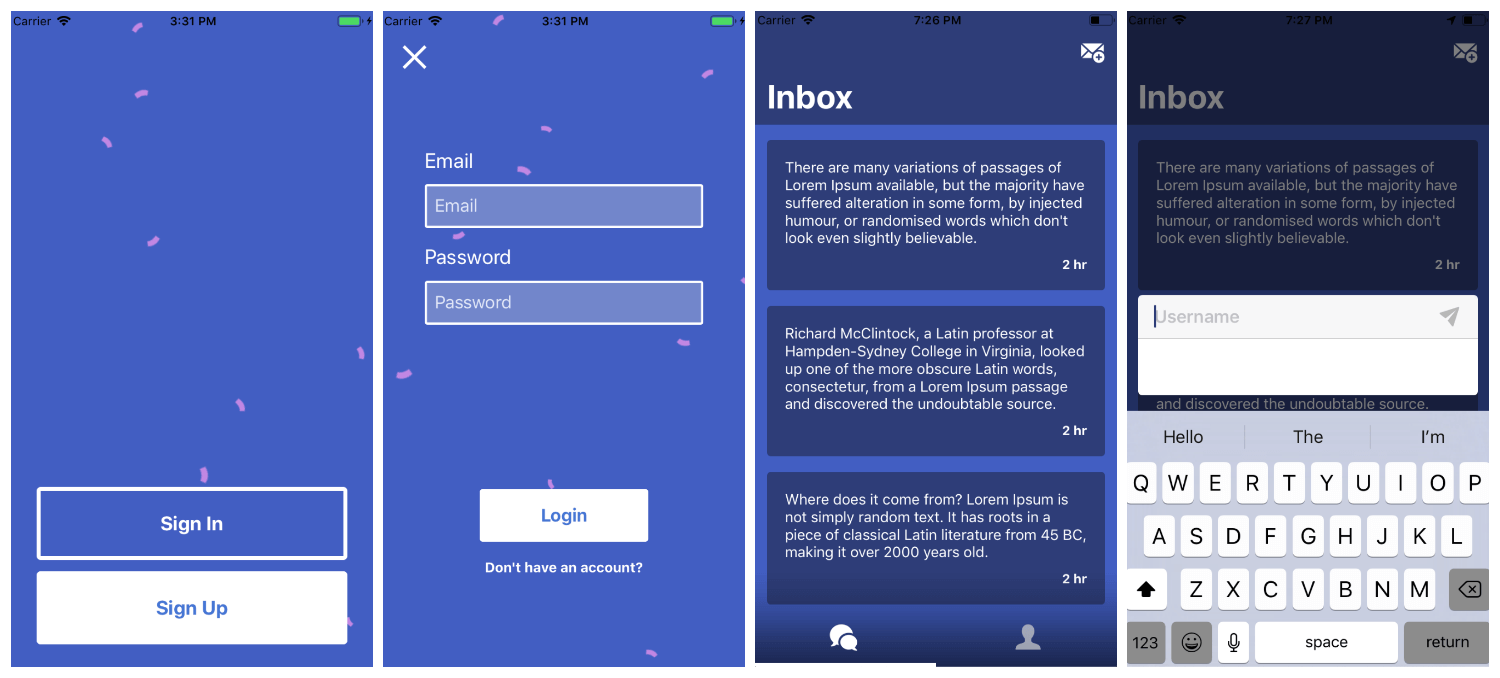 Carrier 3:31 PM
Sign In
Sign Up
Carrier 3:31 PM
Email
Email
Password
Password
Login
Don't have an account?
Carrier 7:26 PM
Inbox
There are many variations of passages of
Lorem Ipsum available, but the majority have
suffered alteration in some form, by injected
humour, or randomised words which don't
look even slightly believable.
2 hr
Richard McClintock, a Latin professor at
Hampden-Sydney College in Virginia, looked
up one of the more obscure Latin words,
consectetur, from a Lorem Ipsum passage
and discovered the undoubtable source.
2 hr
Where does it come from? Lorem Ipsum is
not simply random text. It has roots in a
piece of classical Latin literature from 45 BC,
making it over 2000 years old.
2 hr
Carrier 7:27 PM
Inbox
There are many variations of passages of
Lorem Ipsum available, but the majority have
suffered alteration in some form, by injected
humour, or randomised words which don't
look even slightly believable.
2 hr
Username
and discovered the undoubtable source.
Hello The I'm
Q W E R T Y U I O P
A S D F G H J K L
Z X C V B N M
123 space return